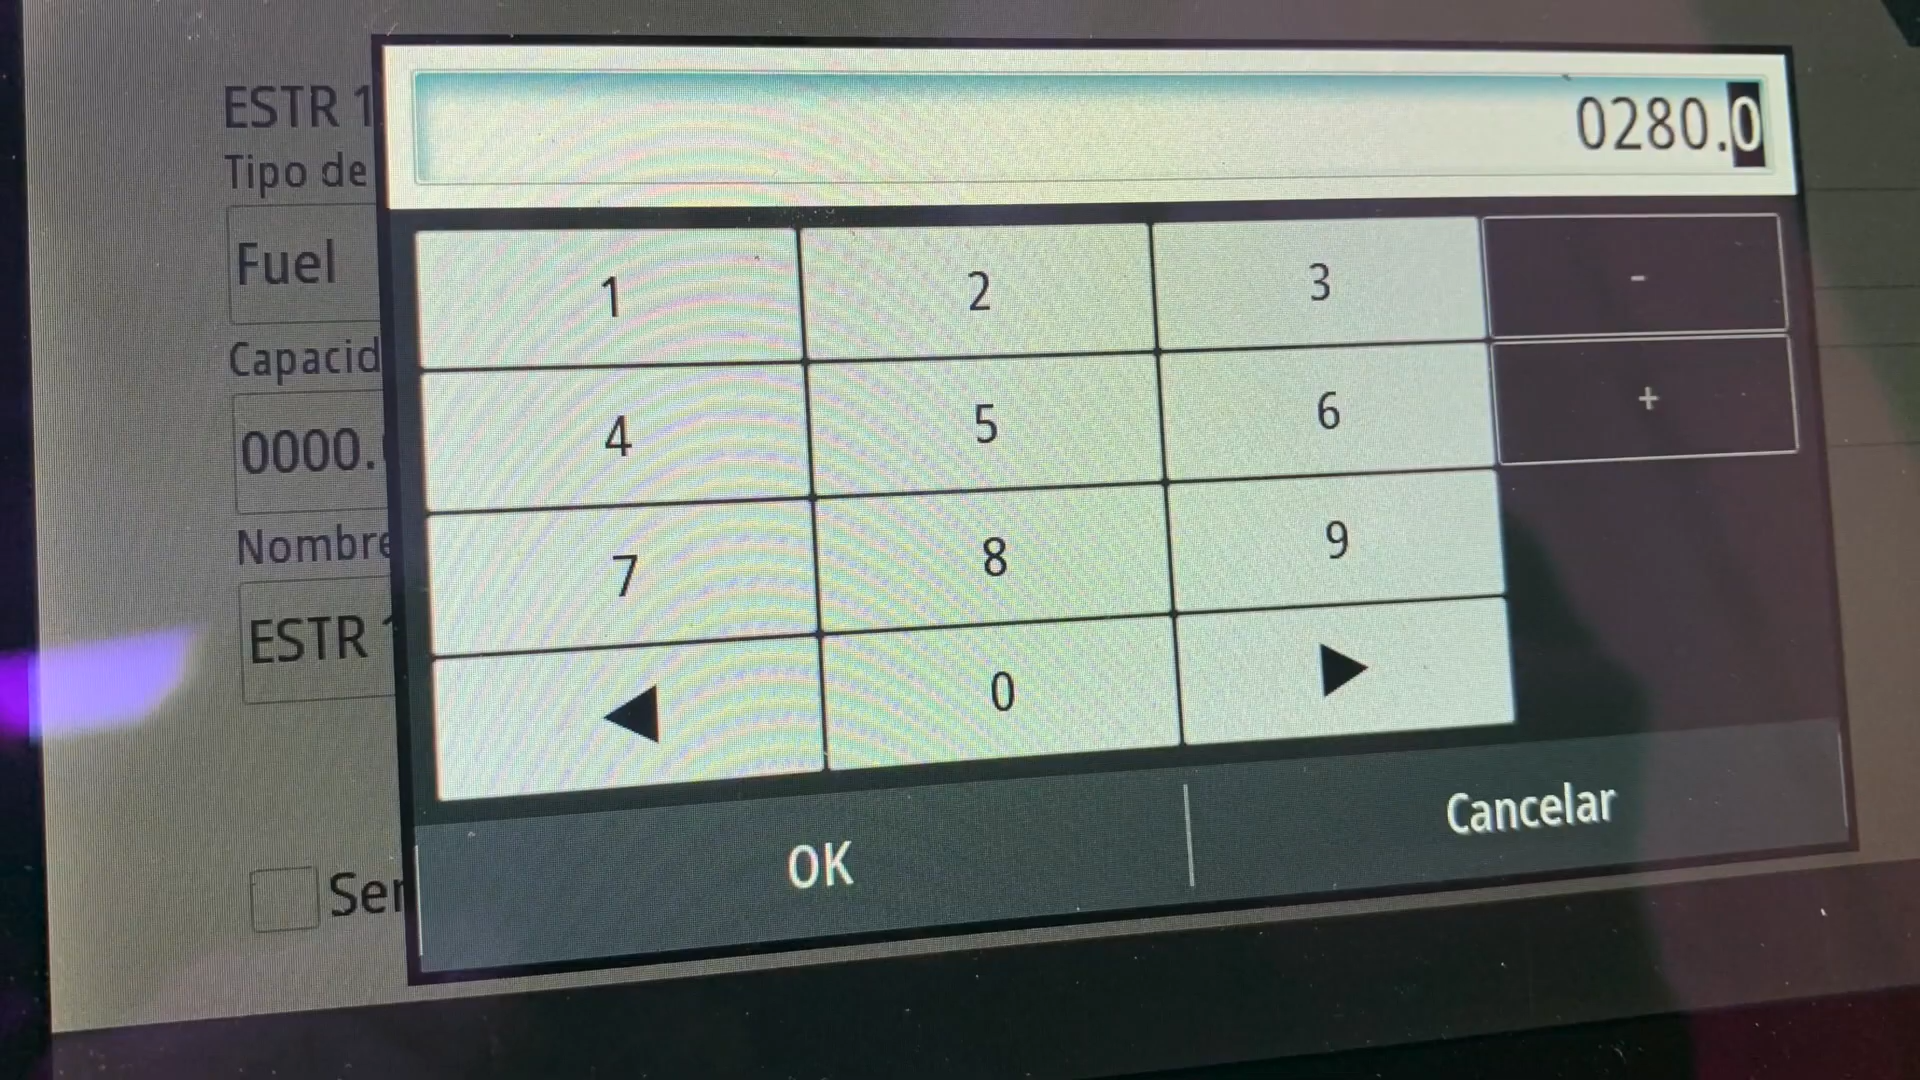 ESTR 1
Tipo de
Fuel
Capacid
0000.
Nombre
ESTR 1
Ser
0280.0
1 2 3 -
4 5 6 +
7 8 9
◀ 0 ▶
OK Cancelar